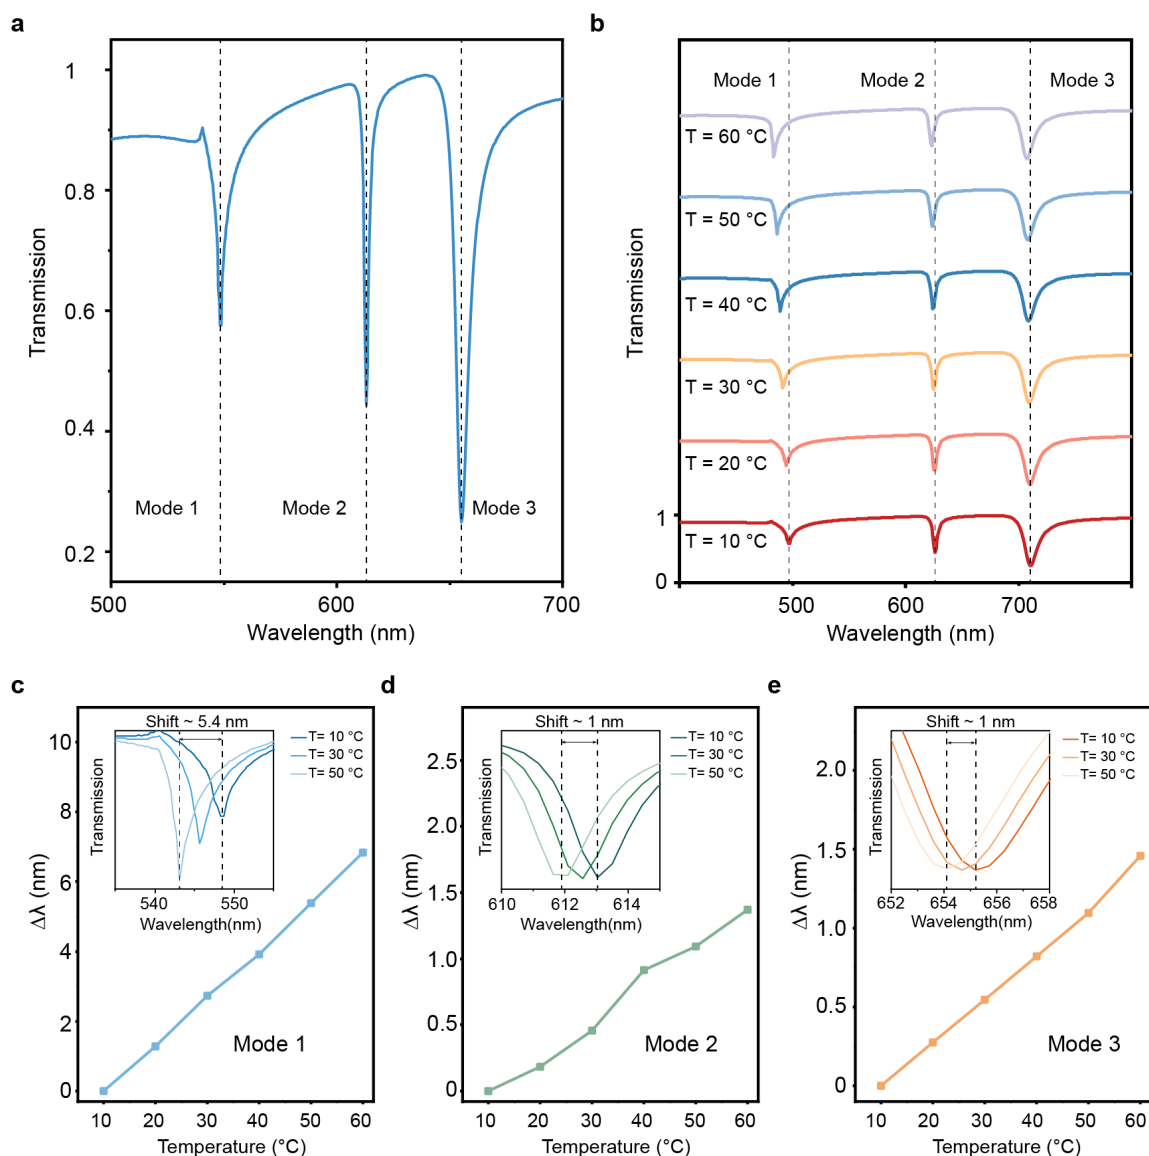 a
1
0.8
0.6
0.4
0.2
Transmission
Mode 1
Mode 2
Mode 3
500
600
700
Wavelength (nm)
b
Mode 1
Mode 2
Mode 3
T = 60 °C
T = 50 °C
T = 40 °C
T = 30 °C
T = 20 °C
1
T = 10 °C
0
Transmission
500
600
700
Wavelength (nm)
c
Shift ~ 5.4 nm
T= 10 °C
T= 30 °C
T= 50 °C
Transmission
540
550
Wavelength(nm)
10
8
6
4
2
0
Δλ (nm)
Mode 1
10 20 30 40 50 60
Temperature (°C)
d
Shift ~ 1 nm
T= 10 °C
T= 30 °C
T= 50 °C
Transmission
610 612 614
Wavelength(nm)
2.5
2.0
1.5
1.0
0.5
0
Δλ (nm)
Mode 2
10 20 30 40 50 60
Temperature (°C)
e
Shift ~ 1 nm
T= 10 °C
T= 30 °C
T= 50 °C
Transmission
652 654 656 658
Wavelength(nm)
2.0
1.5
1.0
0.5
0
Δλ (nm)
Mode 3
10 20 30 40 50 60
Temperature (°C)